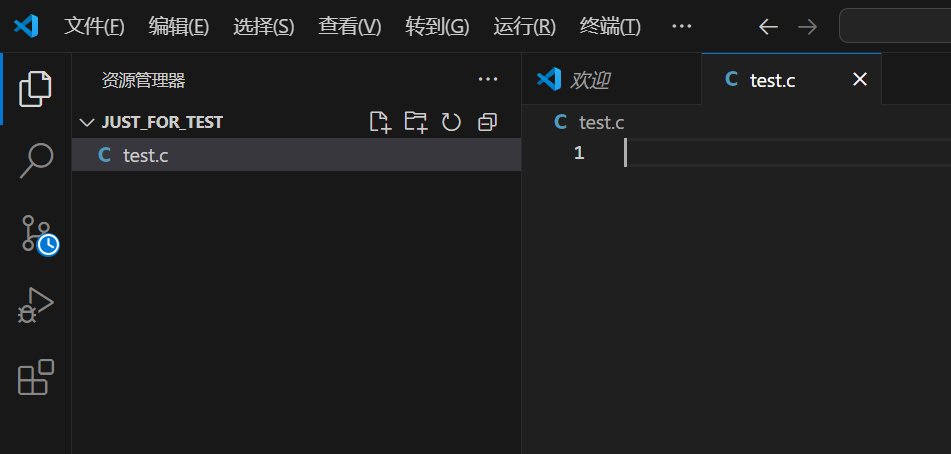 文件(F) 编辑(E) 选择(S) 查看(V) 转到(G) 运行(R) 终端(T) ···
资源管理器 ···
欢迎
C test.c
JUST_FOR_TEST
C test.c
C test.c
1